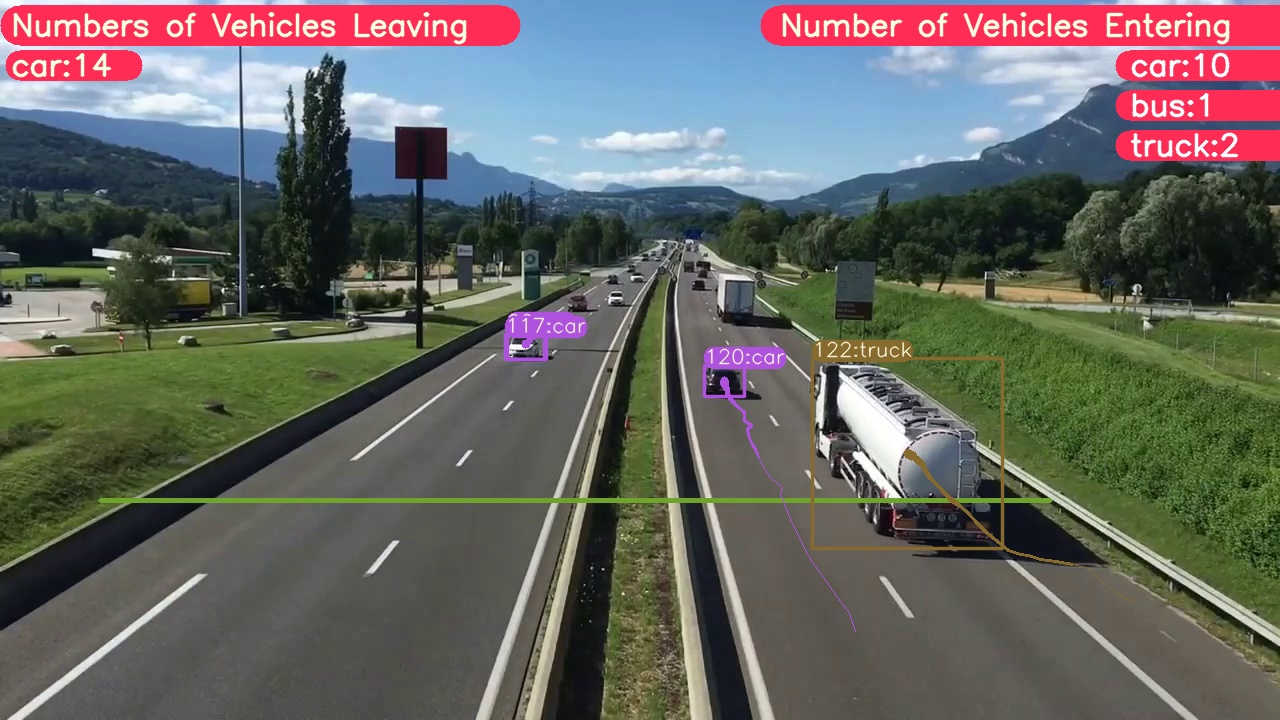 Numbers of Vehicles Leaving
Number of Vehicles Entering
car:14
car:10
bus:1
truck:2
117:car
120:car
122:truck
bp